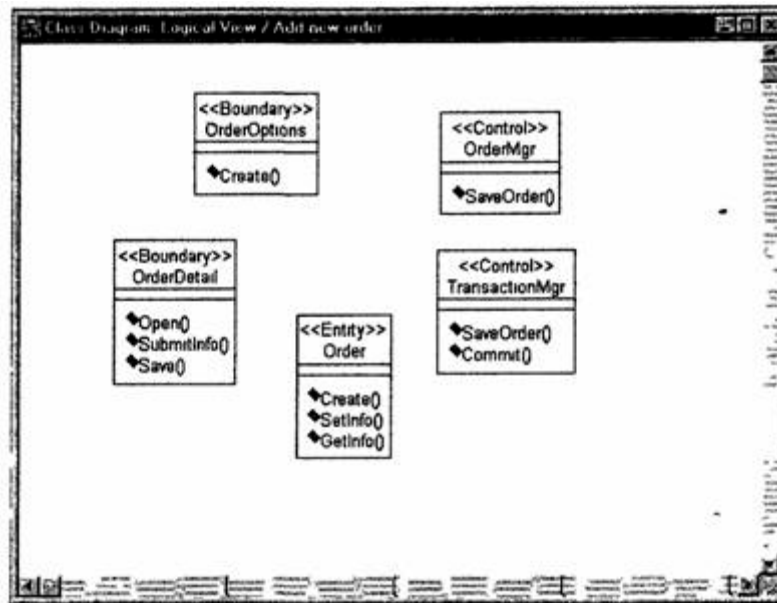 Class Diagram: Logical View / Add new order
<<Boundary>>
OrderOptions
Create()
<<Control>>
OrderMgr
SaveOrder()
<<Boundary>>
OrderDetail
Open()
SubmitInfo()
Save()
<<Control>>
TransactionMgr
SaveOrder()
Commit()
<<Entity>>
Order
Create()
SetInfo()
GetInfo()